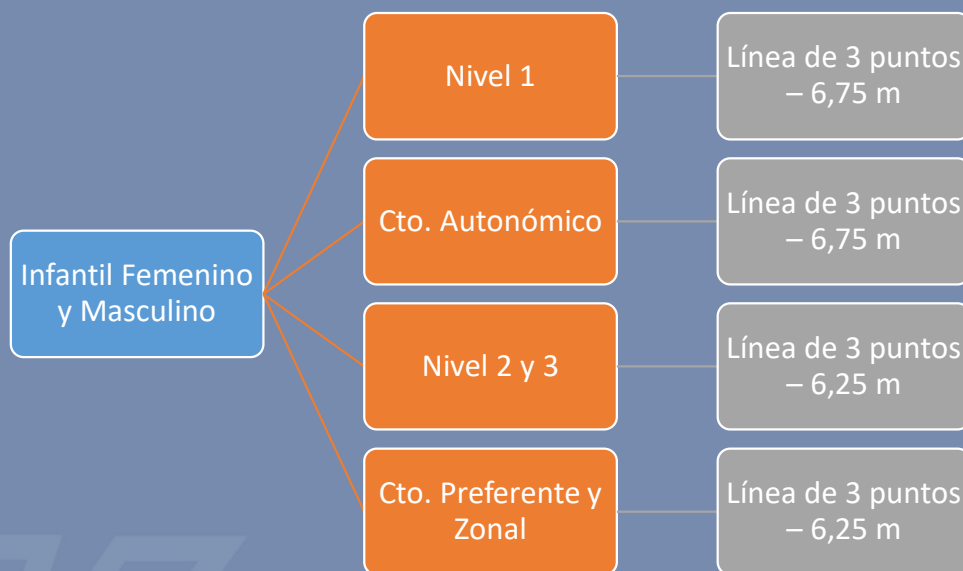 Infantil Femenino
y Masculino
Nivel 1
Línea de 3 puntos
– 6,75 m
Cto. Autonómico
Línea de 3 puntos
– 6,75 m
Nivel 2 y 3
Línea de 3 puntos
– 6,25 m
Cto. Preferente y
Zonal
Línea de 3 puntos
– 6,25 m